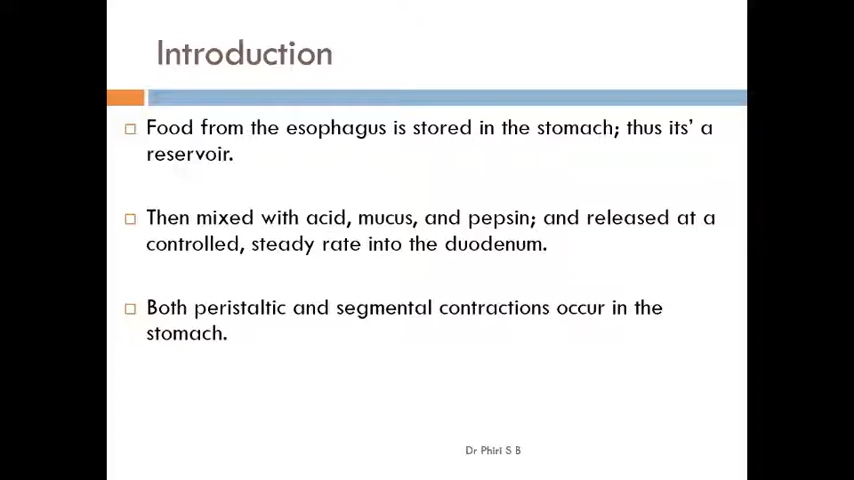 Introduction
Food from the esophagus is stored in the stomach; thus its’ a
reservoir.
Then mixed with acid, mucus, and pepsin; and released at a
controlled, steady rate into the duodenum.
Both peristaltic and segmental contractions occur in the
stomach.
Dr Phiri S B